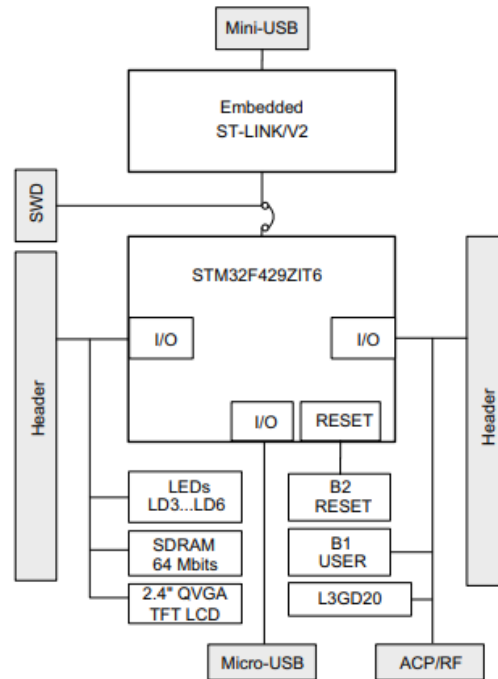 Mini-USB
Embedded
ST-LINK/V2
SWD
STM32F429ZIT6
Header
I/O
I/O
Header
I/O
RESET
LEDs
LD3...LD6
B2
RESET
SDRAM
64 Mbits
B1
USER
2.4" QVGA
TFT LCD
L3GD20
Micro-USB
ACP/RF